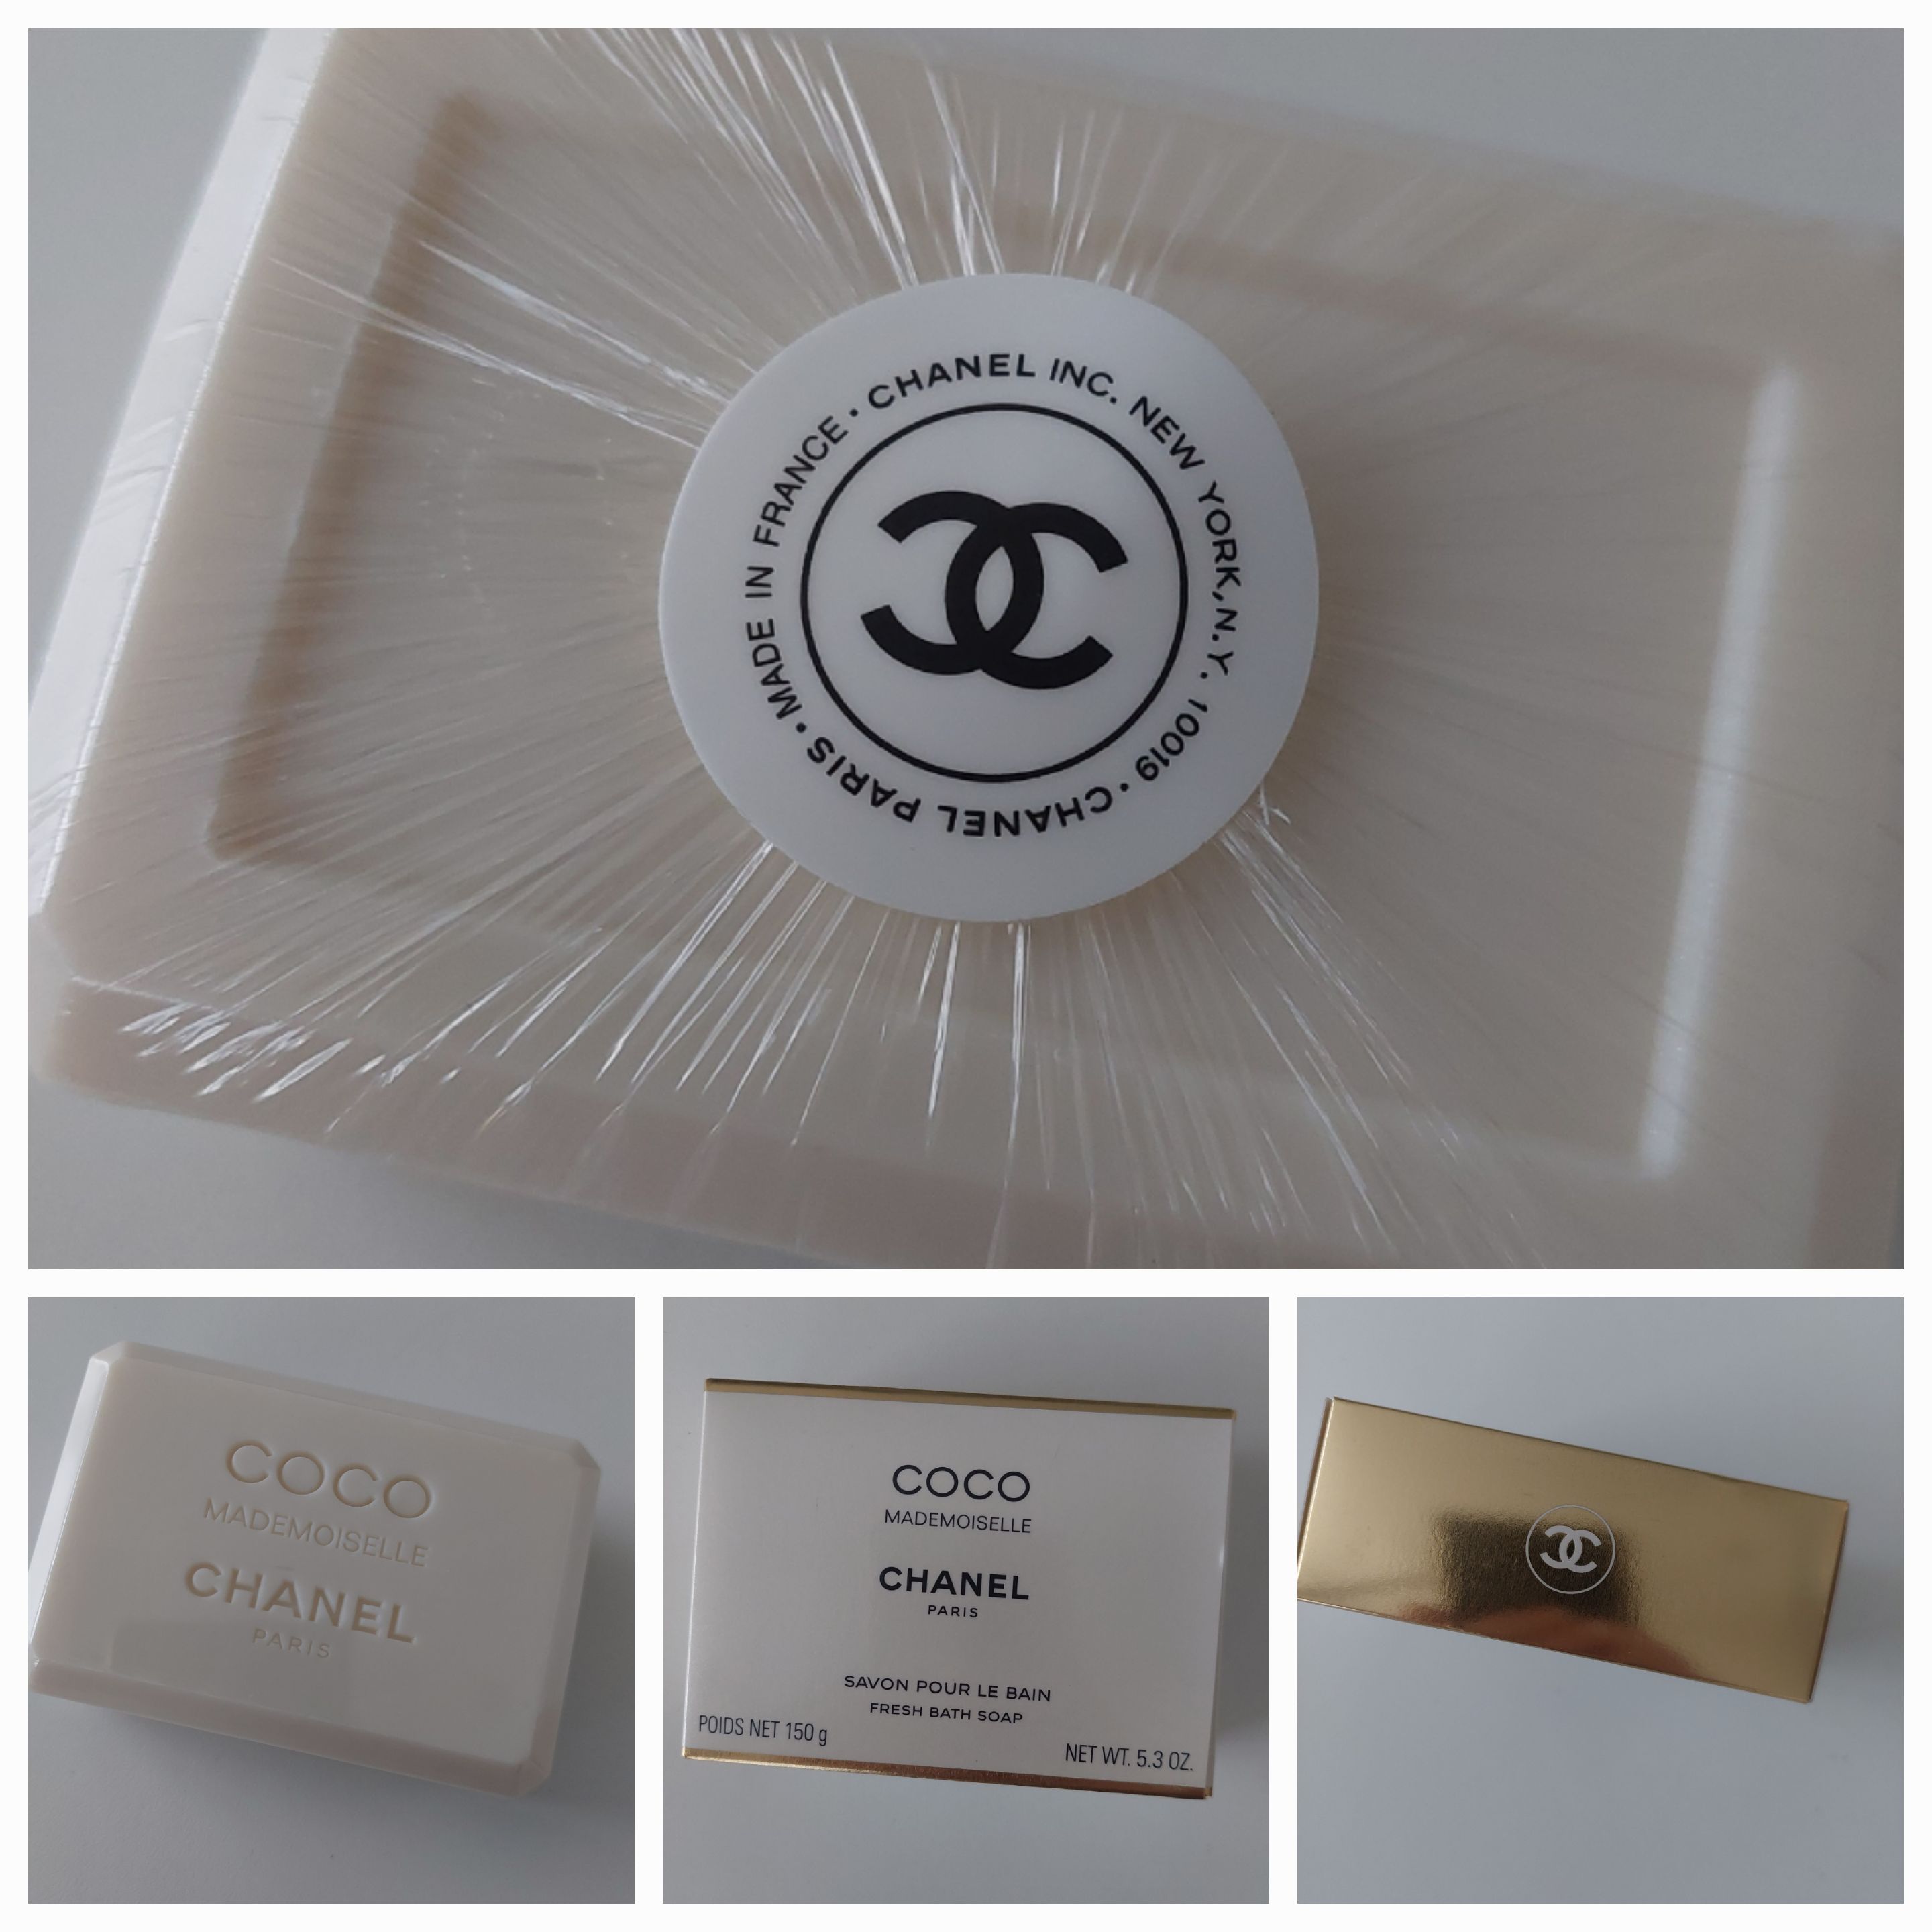 CHANEL INC. NEW YORK, N.Y. 10019 · CHANEL PARIS · MADE IN FRANCE ·
COCO
MADEMOISELLE
CHANEL
PARIS
COCO
MADEMOISELLE
CHANEL
PARIS
SAVON POUR LE BAIN
FRESH BATH SOAP
POIDS NET 150 g
NET WT. 5.3 OZ.